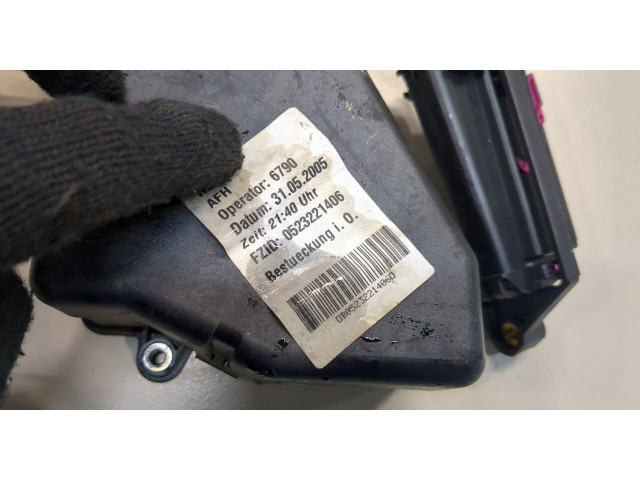 AFH
Operator: 6790
Datum: 31.05.2005
Zeit: 21:40 Uhr
FZID: 0523221406
Bestueckung i. O.